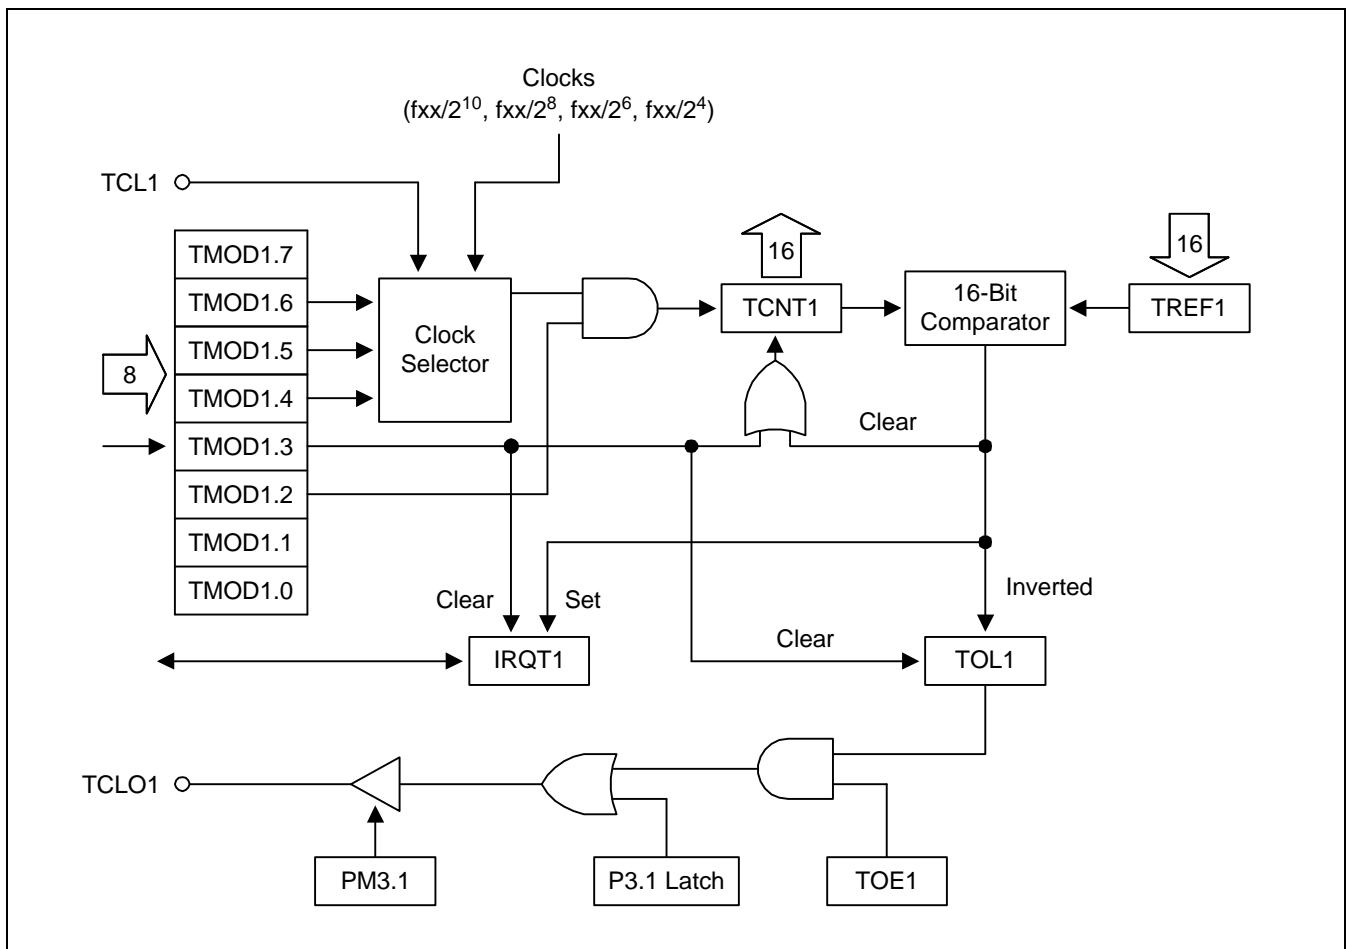 Clocks
(fxx/2^10, fxx/2^8, fxx/2^6, fxx/2^4)
TCL1
TMOD1.7
TMOD1.6
TMOD1.5
TMOD1.4
TMOD1.3
TMOD1.2
TMOD1.1
TMOD1.0
8
Clock
Selector
16
TCNT1
16-Bit
Comparator
16
TREF1
Clear
Clear
Set
Inverted
IRQT1
Clear
TOL1
TCLO1
PM3.1
P3.1 Latch
TOE1